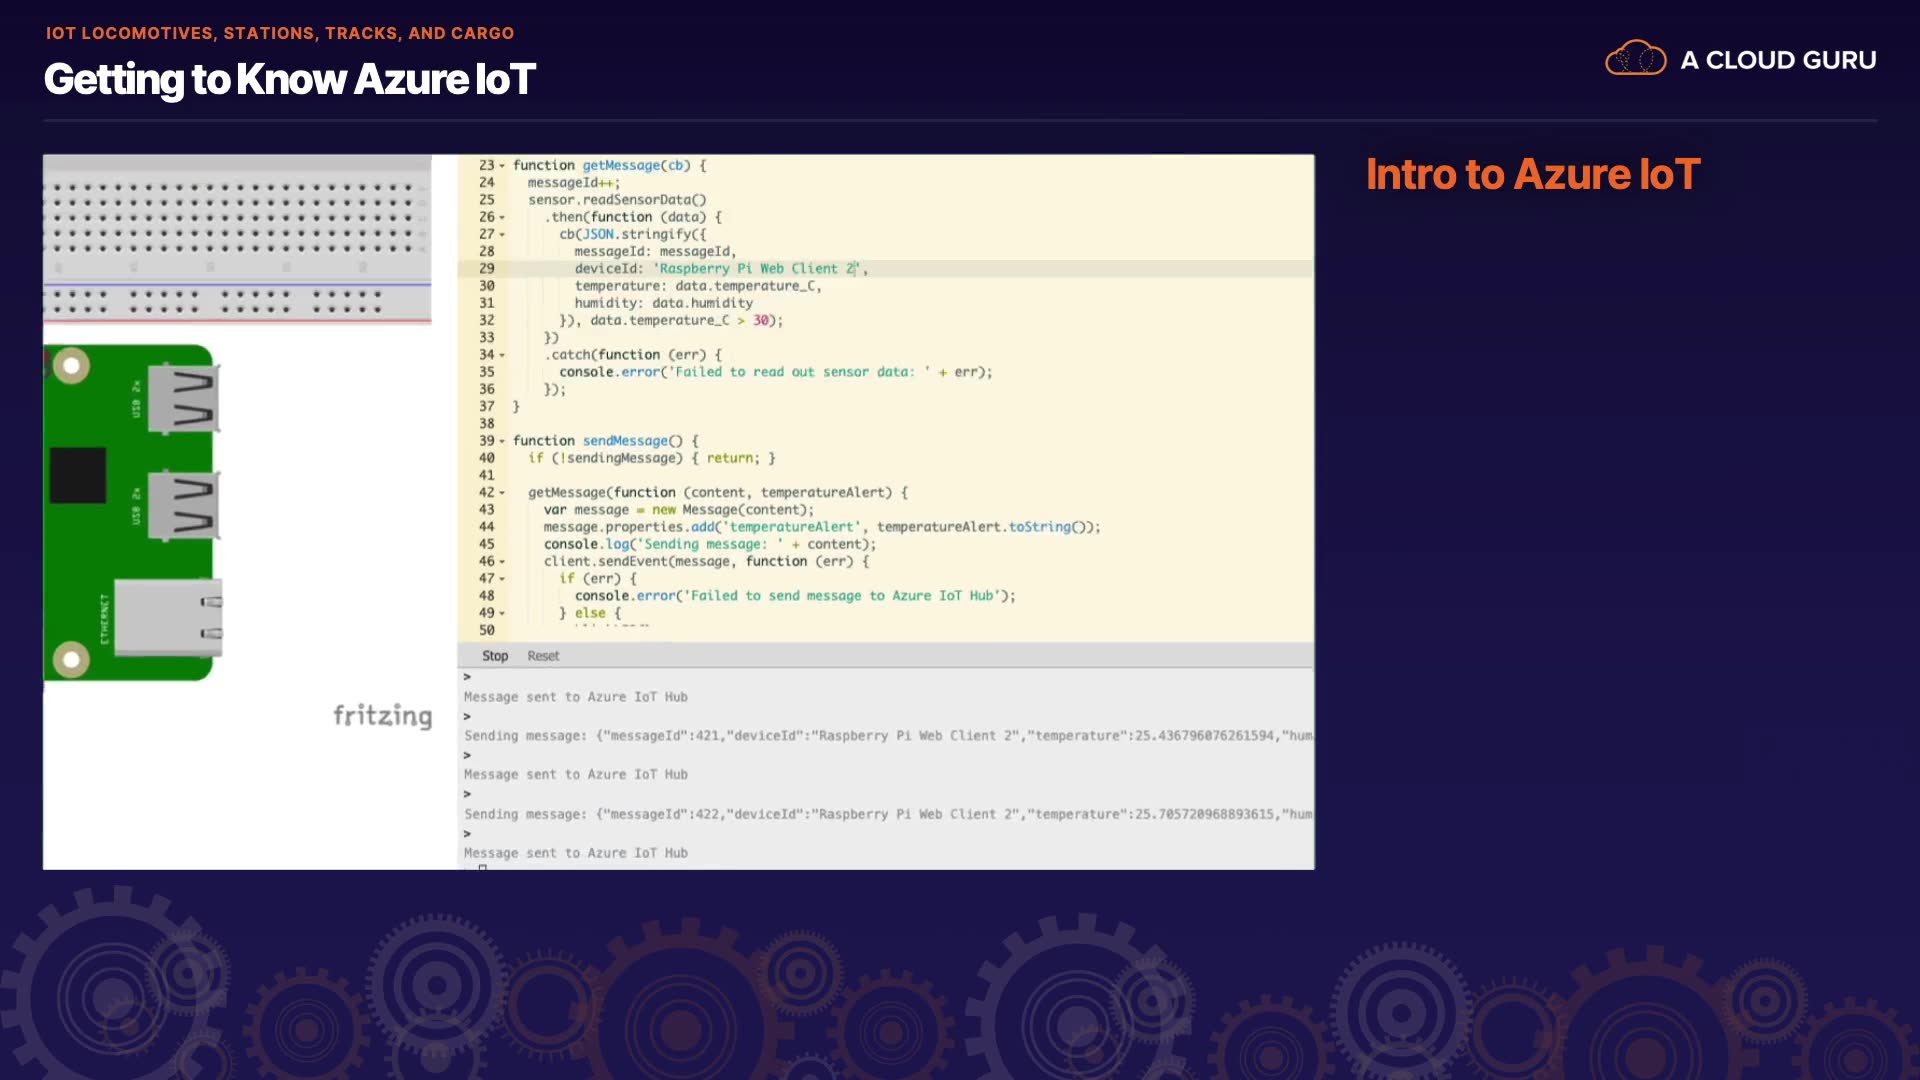 IOT LOCOMOTIVES, STATIONS, TRACKS, AND CARGO
Getting to Know Azure IoT
A CLOUD GURU
Intro to Azure IoT
USB 2x
USB 2x
ETHERNET
fritzing
23 function getMessage(cb) {
24 messageId++;
25 sensor.readSensorData()
26 .then(function (data) {
27 cb(JSON.stringify({
28 messageId: messageId,
29 deviceId: 'Raspberry Pi Web Client 2',
30 temperature: data.temperature_C,
31 humidity: data.humidity
32 }), data.temperature_C > 30);
33 })
34 .catch(function (err) {
35 console.error('Failed to read out sensor data: ' + err);
36 });
37 }
38
39 function sendMessage() {
40 if (!sendingMessage) { return; }
41
42 getMessage(function (content, temperatureAlert) {
43 var message = new Message(content);
44 message.properties.add('temperatureAlert', temperatureAlert.toString());
45 console.log('Sending message: ' + content);
46 client.sendEvent(message, function (err) {
47 if (err) {
48 console.error('Failed to send message to Azure IoT Hub');
49 } else {
50
Stop Reset
>
Message sent to Azure IoT Hub
>
Sending message: {"messageId":421,"deviceId":"Raspberry Pi Web Client 2","temperature":25.436796076261594,"hum
>
Message sent to Azure IoT Hub
>
Sending message: {"messageId":422,"deviceId":"Raspberry Pi Web Client 2","temperature":25.705720968893615,"hum
>
Message sent to Azure IoT Hub